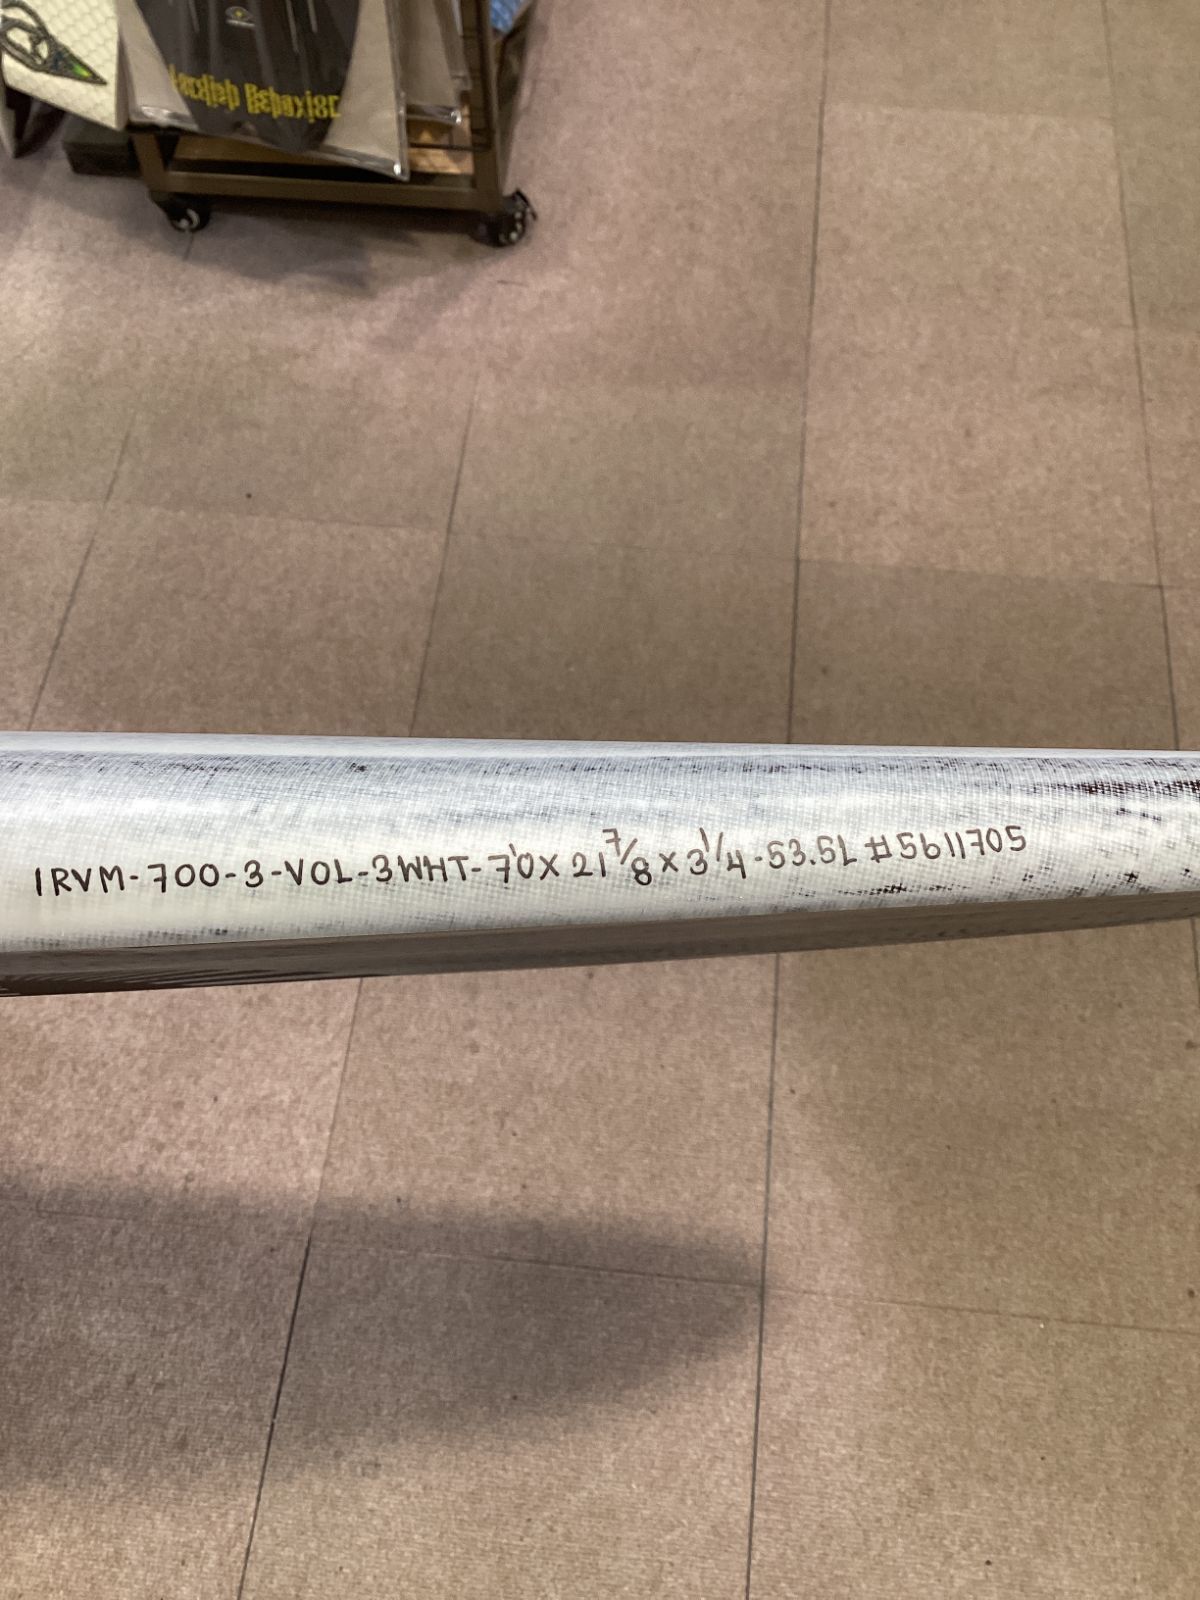 IRVM-700-3-VOL-3WHT-7'0X 21 7/8 X 3 1/4-53.5L #5611705